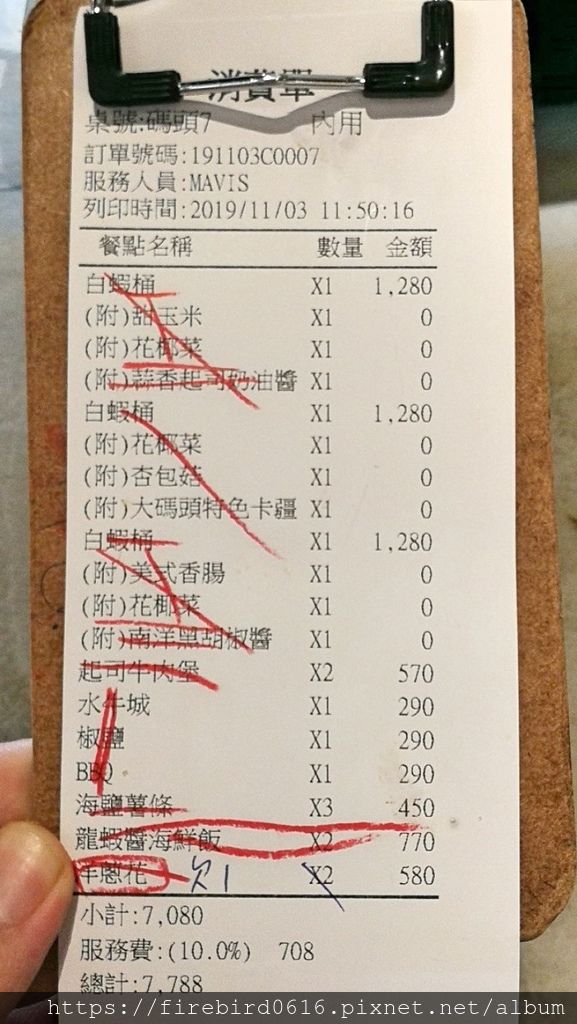 消費單
桌號:碼頭7 內用
訂單號碼:191103C0007
服務人員:MAVIS
列印時間:2019/11/03 11:50:16
餐點名稱 數量 金額
白蝦桶 X1 1,280
(附)甜玉米 X1 0
(附)花椰菜 X1 0
(附)蒜香起司奶油醬 X1 0
白蝦桶 X1 1,280
(附)花椰菜 X1 0
(附)杏包菇 X1 0
(附)大碼頭特色卡疆 X1 0
白蝦桶 X1 1,280
(附)美式香腸 X1 0
(附)花椰菜 X1 0
(附)南洋黑胡椒醬 X1 0
起司牛肉堡 X2 570
水牛城 X1 290
椒鹽 X1 290
BBQ X1 290
海鹽薯條 X3 450
龍蝦醬海鮮飯 X2 770
洋蔥花 欠1 X2 580
小計:7,080
服務費:(10.0%) 708
總計:7,788
https://firebird0616.pixnet.net/album